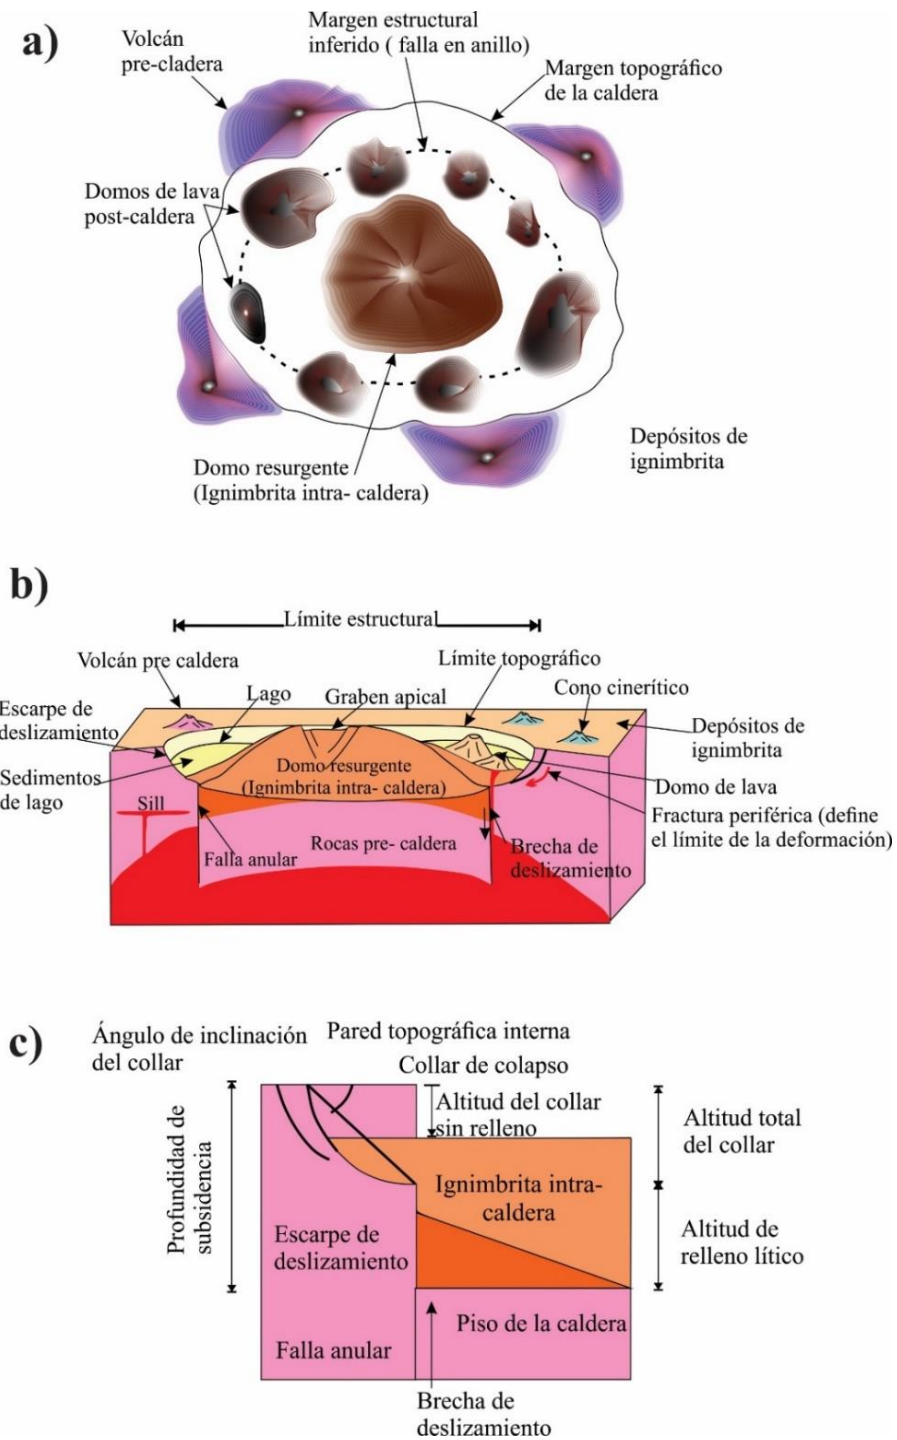 a)
Volcán
pre-cladera
Margen estructural
inferido ( falla en anillo)
Margen topográfico
de la caldera
Domos de lava
post-caldera
Domo resurgente
(Ignimbrita intra- caldera)
Depósitos de
ignimbrita
b)
Límite estructural
Volcán pre caldera
Límite topográfico
Cono cinerítico
Lago
Graben apical
Escarpe de
deslizamiento
Depósitos de
ignimbrita
Sedimentos
de lago
Domo resurgente
(Ignimbrita intra- caldera)
Domo de lava
Sill
Fractura periférica (define
el límite de la deformación)
Falla anular
Rocas pre- caldera
Brecha de
deslizamiento
c)
Ángulo de inclinación
del collar
Pared topográfica interna
Collar de colapso
Altitud del collar
sin relleno
Altitud total
del collar
Profundidad de
subsidencia
Ignimbrita intra-
caldera
Escarpe de
deslizamiento
Altitud de
relleno lítico
Piso de la caldera
Falla anular
Brecha de
deslizamiento